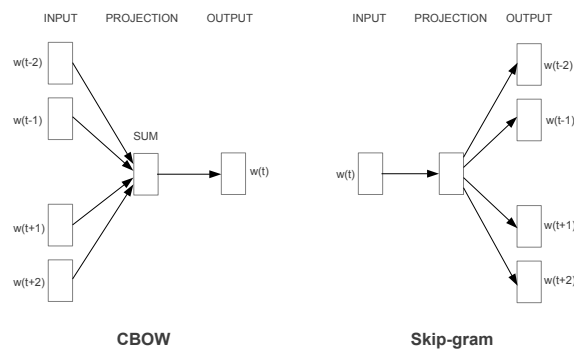 INPUT PROJECTION OUTPUT
w(t-2)
w(t-1)
SUM
w(t)
w(t+1)
w(t+2)
CBOW
INPUT PROJECTION OUTPUT
w(t-2)
w(t-1)
w(t)
w(t+1)
w(t+2)
Skip-gram